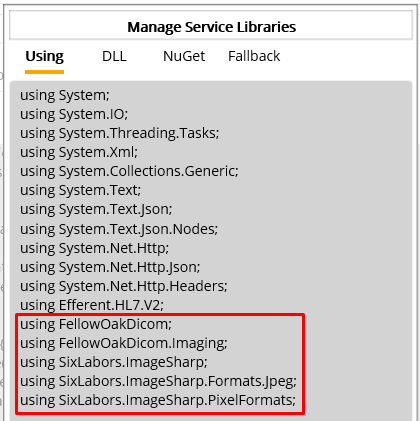 Manage Service Libraries
Using DLL NuGet Fallback
using System;
using System.IO;
using System.Threading.Tasks;
using System.Xml;
using System.Collections.Generic;
using System.Text;
using System.Text.Json;
using System.Text.Json.Nodes;
using System.Net.Http;
using System.Net.Http.Json;
using System.Net.Http.Headers;
using Efferent.HL7.V2;
using FellowOakDicom;
using FellowOakDicom.Imaging;
using SixLabors.ImageSharp;
using SixLabors.ImageSharp.Formats.Jpeg;
using SixLabors.ImageSharp.PixelFormats;